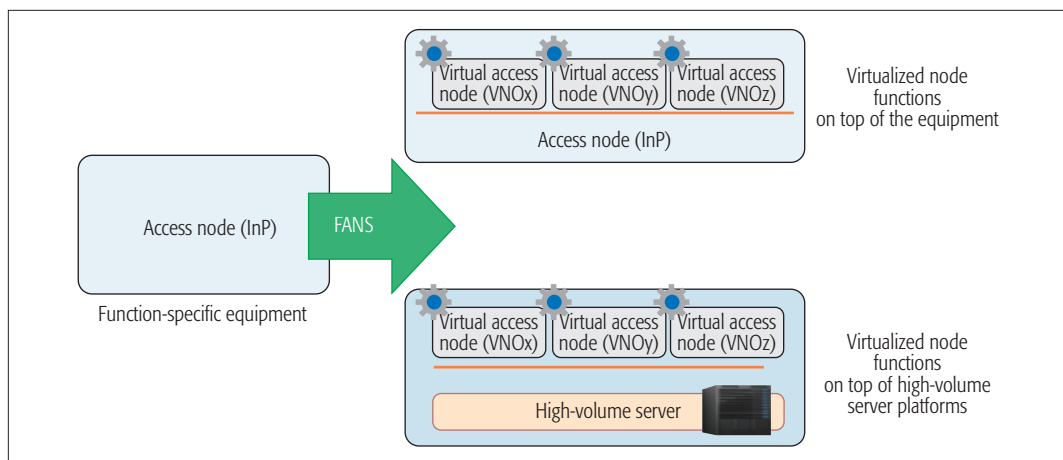 Access node (InP)
Function-specific equipment
FANS
Virtual access
node (VNOx)
Virtual access
node (VNOy)
Virtual access
node (VNOz)
Access node (InP)
Virtualized node
functions
on top of the equipment
Virtual access
node (VNOx)
Virtual access
node (VNOy)
Virtual access
node (VNOz)
High-volume server
Virtualized node
functions
on top of high-volume
server platforms